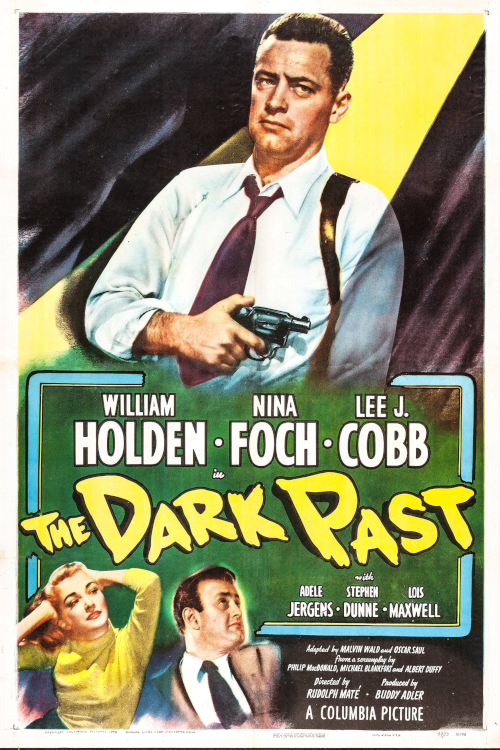 WILLIAM NINA LEE J.
HOLDEN · FOCH · COBB
in
THE DARK PAST
with
ADELE STEPHEN LOIS
JERGENS · DUNNE · MAXWELL
Adapted by MALVIN WALD and OSCAR SAUL
From a screenplay by
PHILIP MacDONALD, MICHAEL BLANKFORT and ALBERT DUFFY
Directed by Produced by
RUDOLPH MATÉ · BUDDY ADLER
A COLUMBIA PICTURE